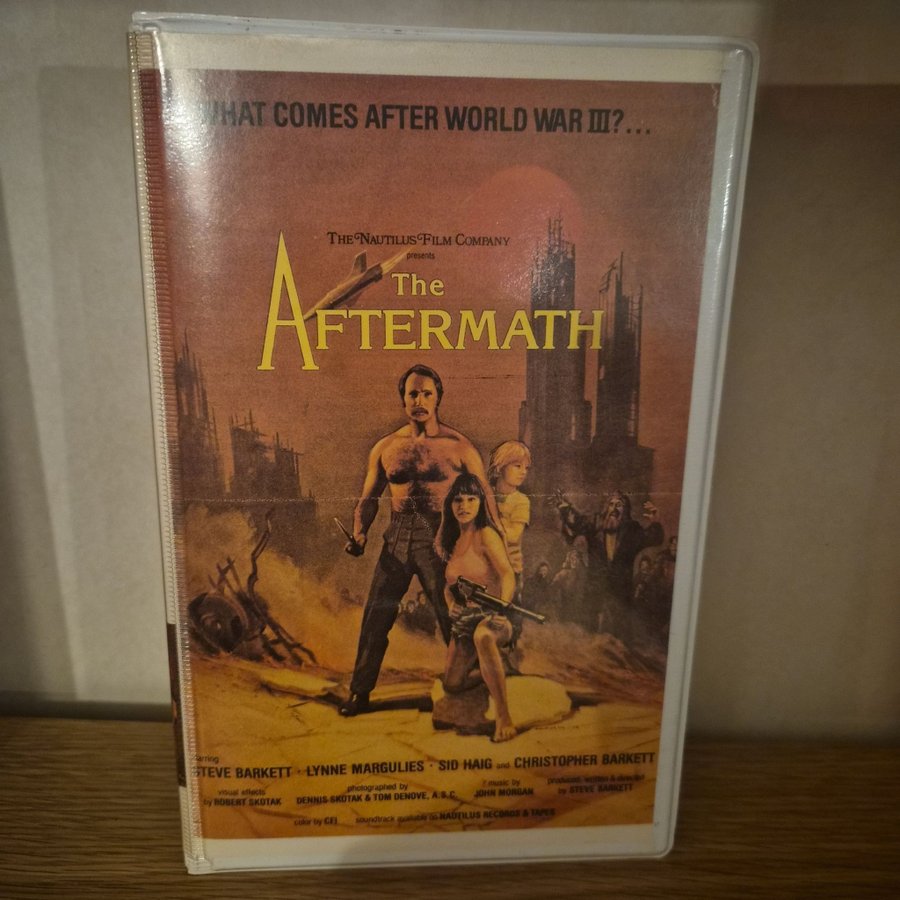 WHAT COMES AFTER WORLD WAR III?...
THE NAUTILUS FILM COMPANY
presents
The
AFTERMATH
starring
STEVE BARKETT · LYNNE MARGULIES · SID HAIG and CHRISTOPHER BARKETT
visual effects
by ROBERT SKOTAK
photographed by
DENNIS SKOTAK & TOM DENOVE, A.S.C.
music by
JOHN MORGAN
produced, written & directed
by STEVE BARKETT
color by CFI
soundtrack available on NAUTILUS RECORDS & TAPES